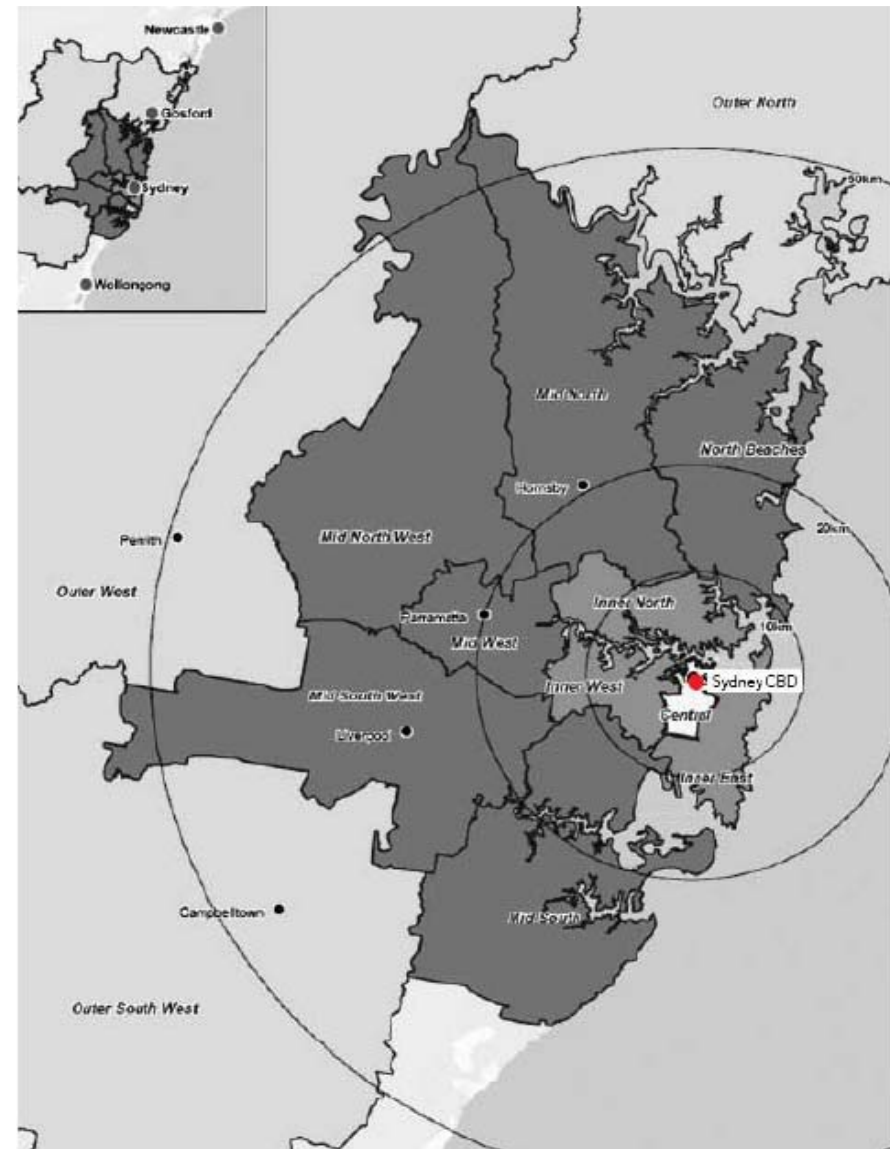 Newcastle
Gosford
Sydney
Wollongong
Outer North
50km
Mid North
North Beaches
Hornsby
20km
Penrith
Mid North West
Outer West
Inner North
Parramatta
Mid West
10km
Inner West
Sydney CBD
Mid South West
Central
Liverpool
Inner East
Campbelltown
Mid South
Outer South West